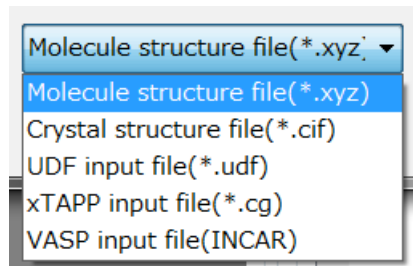 Molecule structure file(*.xyz)
Molecule structure file(*.xyz)
Crystal structure file(*.cif)
UDF input file(*.udf)
xTAPP input file(*.cg)
VASP input file(INCAR)